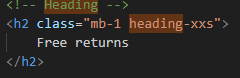 <!-- Heading -->
<h2 class="mb-1 heading-xxs">
Free returns
</h2>